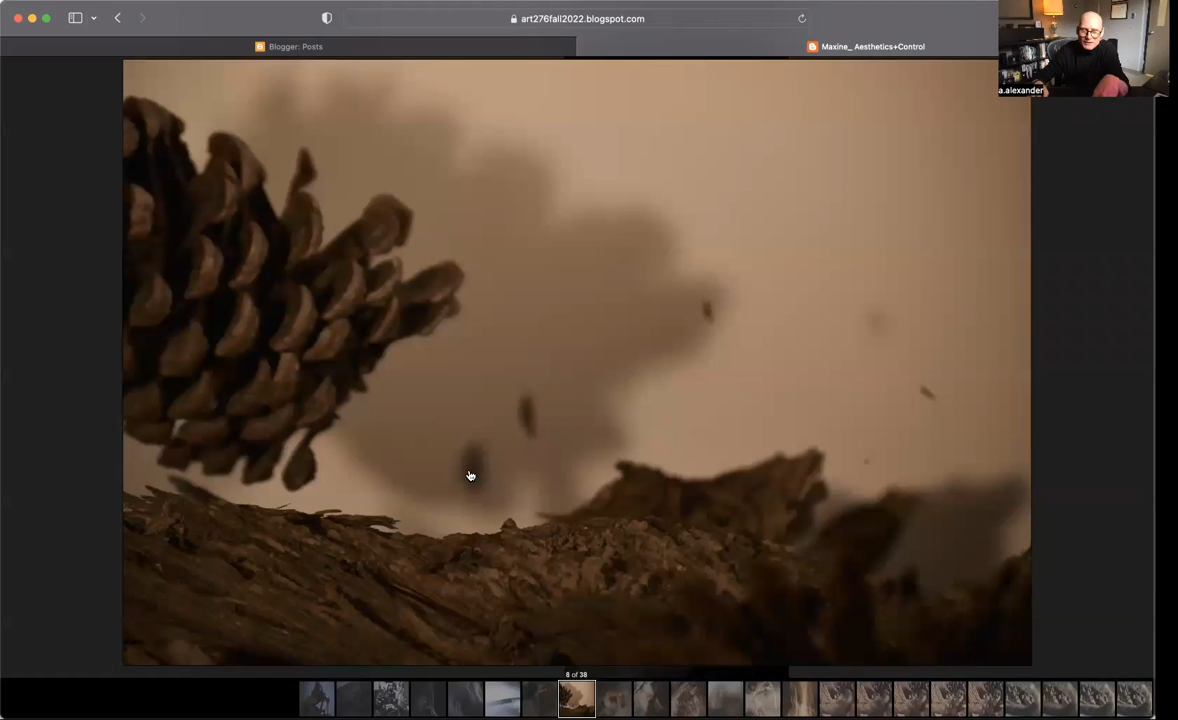 art276fall2022.blogspot.com
Blogger: Posts
Maxine_ Aesthetics+Control
a.alexander
8 of 38